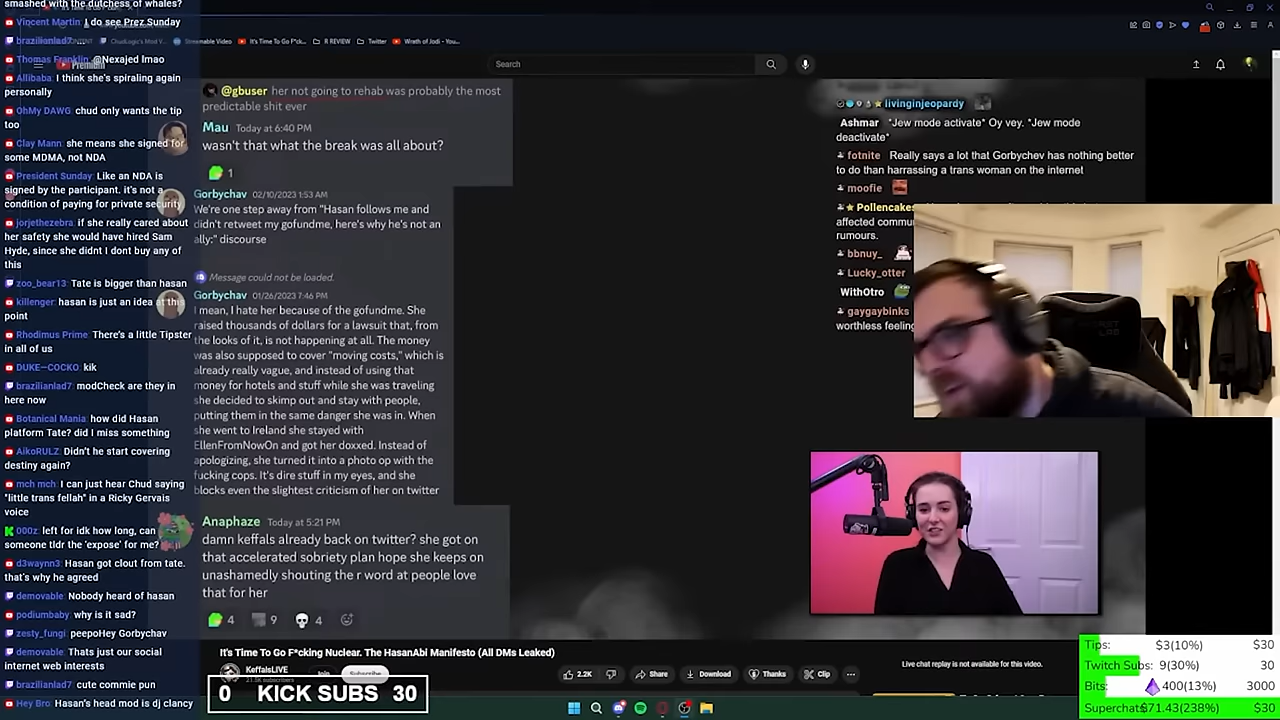 smashed with the dutchess of whales?
Vincent Martin: I do see Prez Sunday
brazilianlad7:
Thomas Franklin: @Nexajed lmao
Allibaba: I think she's spiraling again
personally
OhMy DAWG: chud only wants the tip
too
Clay Mann: she means she signed for
some MDMA, not NDA
President Sunday: Like an NDA is
signed by the participant. it's not a
condition of paying for private security
jorjethezebra: if she really cared about
her safety she would have hired Sam
Hyde, since she didnt I dont buy any of
this
zoo_bear13: Tate is bigger than hasan
killenger: hasan is just an idea at this
point
Rhodimus Prime: There's a little Tipster
in all of us
DUKE—COCKO: kik
brazilianlad7: modCheck are they in
here now
Botanical Mania: how did Hasan
platform Tate? did I miss something
AikoRULZ: Didn't he start covering
destiny again?
mch mch: I can just hear Chud saying
"little trans fellah" in a Ricky Gervais
voice
000z: left for idk how long, can
someone tldr the 'expose' for me?
d3waynn3: Hasan got clout from tate.
that's why he agreed
demovable: Nobody heard of hasan
podiumbaby: why is it sad?
zesty_fungi: peepoHey Gorbychav
demovable: Thats just our social
internet web interests
brazilianlad7: cute commie pun
Hey Bro: Hasan's head mod is dj clancy
Streamable Video
It's Time To Go F*ck...
R REVIEW
Twitter
Wrath of Jodi - You...
Premium
Search
@gbuser her not going to rehab was probably the most
predictable shit ever
Mau Today at 6:40 PM
wasn't that what the break was all about?
1
Gorbychav 02/10/2023 1:53 AM
We're one step away from "Hasan follows me and
didn't retweet my gofundme, here's why he's not an
ally:" discourse
Message could not be loaded.
Gorbychav 01/26/2023 7:46 PM
I mean, I hate her because of the gofundme. She
raised thousands of dollars for a lawsuit that, from
the looks of it, is not happening at all. The money
was also supposed to cover "moving costs," which is
already really vague, and instead of using that
money for hotels and stuff while she was traveling
she decided to skimp out and stay with people,
putting them in the same danger she was in. When
she went to Ireland she stayed with
EllenFromNowOn and got her doxxed. Instead of
apologizing, she turned it into a photo op with the
fucking cops. It's dire stuff in my eyes, and she
blocks even the slightest criticism of her on twitter
Anaphaze Today at 5:21 PM
damn keffals already back on twitter? she got on
that accelerated sobriety plan hope she keeps on
unashamedly shouting the r word at people love
that for her
4 9 4
livinginjeopardy
Ashmar *Jew mode activate* Oy vey. *Jew mode
deactivate*
fotnite Really says a lot that Gorbychev has nothing better
to do than harrassing a trans woman on the internet
moofie
Pollencakes
affected commu
rumours.
bbnuy_
Lucky_otter
WithOtro
gaygaybinks
worthless feeling
It's Time To Go F*cking Nuclear. The HasanAbi Manifesto (All DMs Leaked)
KeffalsLIVE
Join
Subscribe
2.2K
Share
Download
Thanks
Clip
Live chat replay is not available for this video.
0 KICK SUBS 30
Tips: $3(10%) $30
Twitch Subs: 9(30%) 30
Bits: 400(13%) 3000
Superchats $71.43(238%) $30